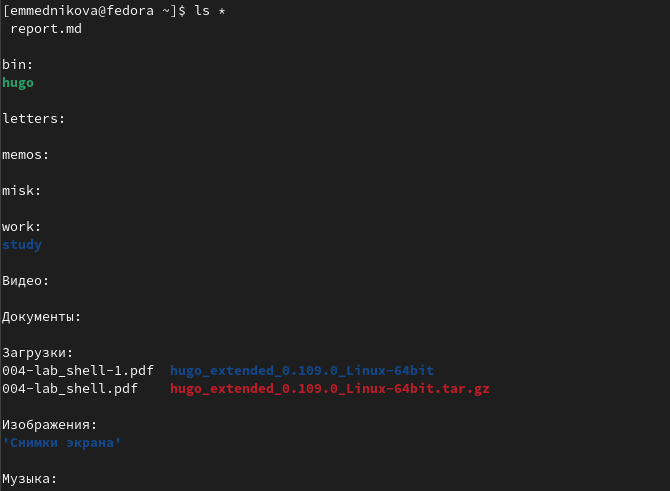 [emmednikova@fedora ~]$ ls *
report.md
bin:
hugo
letters:
memos:
misk:
work:
study
Видео:
Документы:
Загрузки:
004-lab_shell-1.pdf  hugo_extended_0.109.0_Linux-64bit
004-lab_shell.pdf    hugo_extended_0.109.0_Linux-64bit.tar.gz
Изображения:
'Снимки экрана'
Музыка: